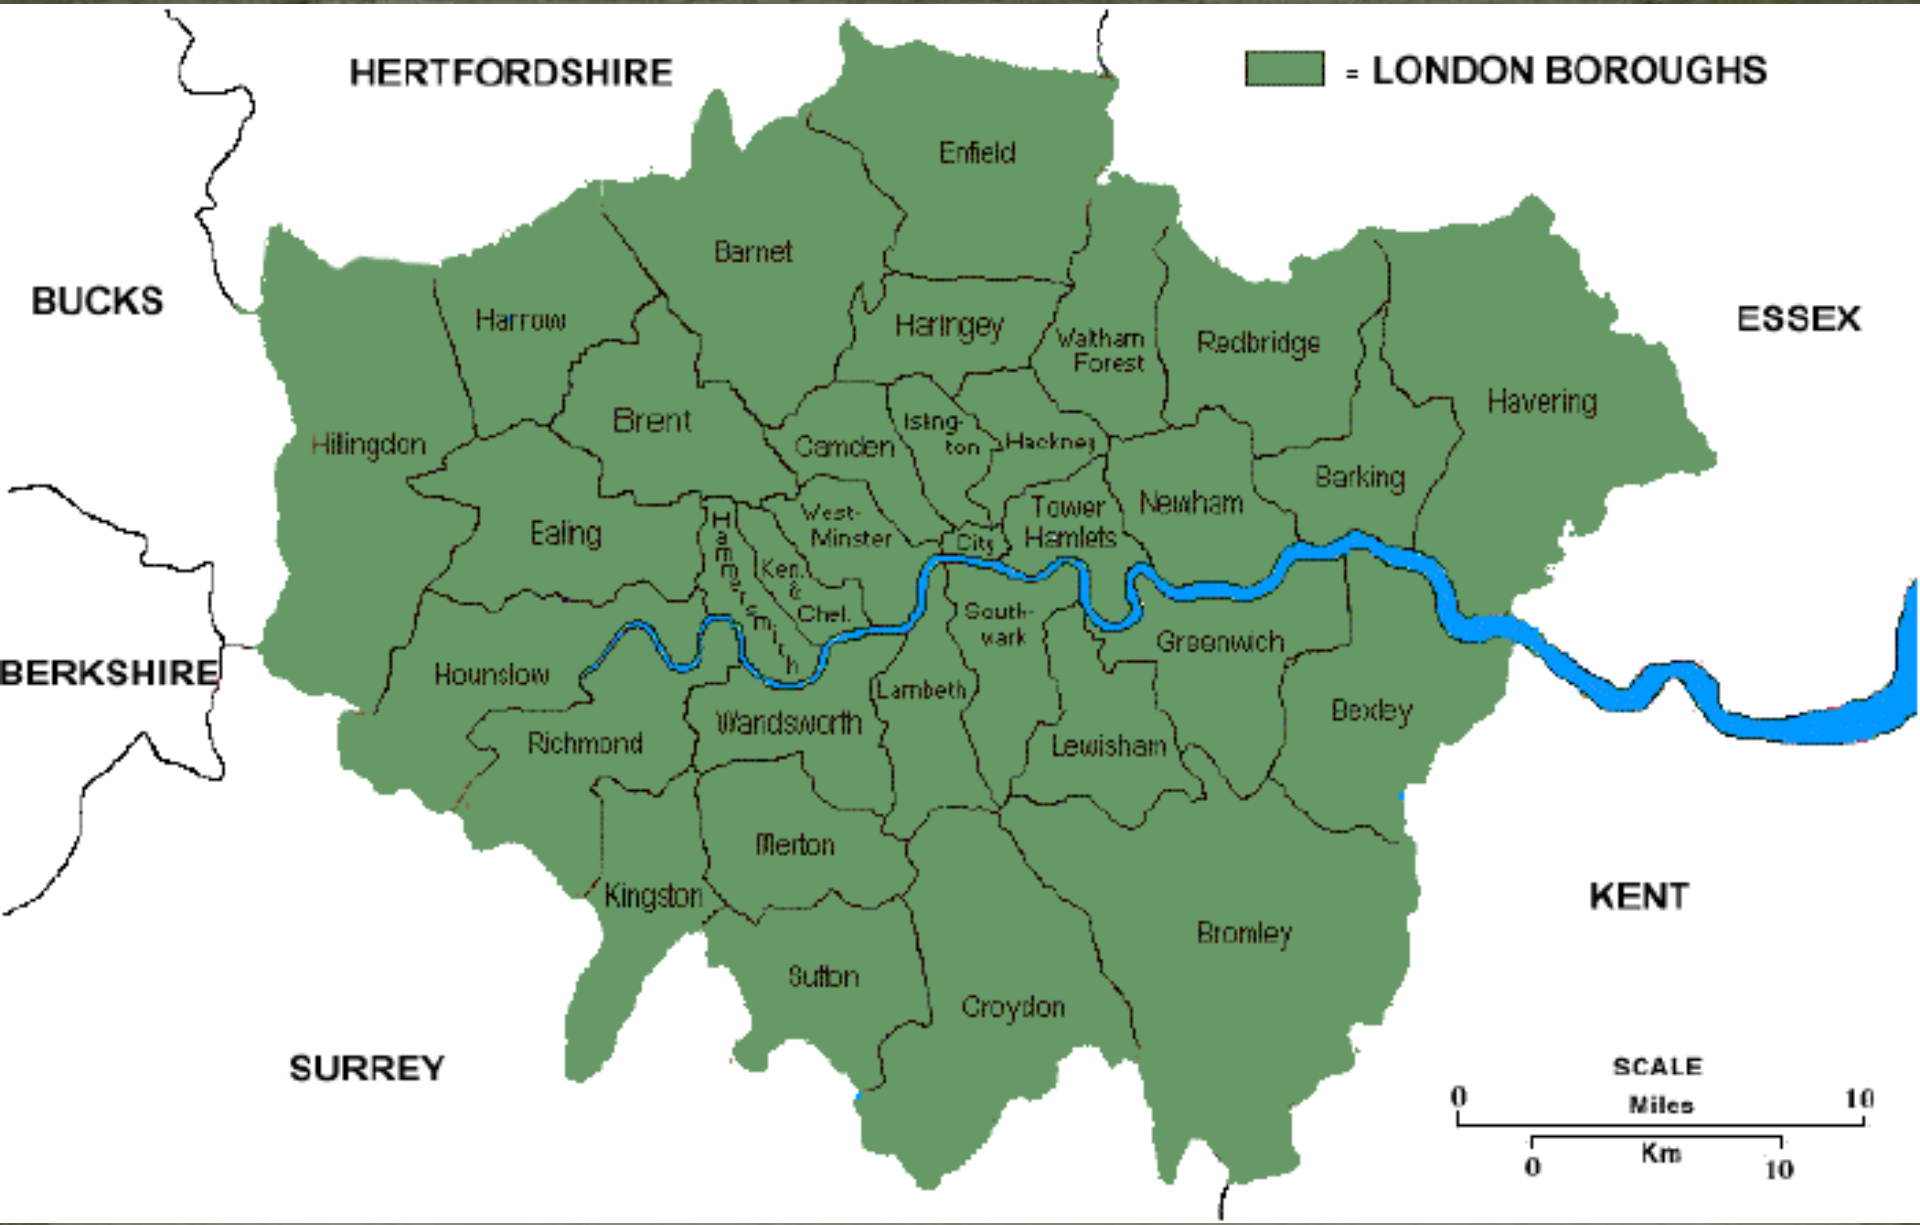 HERTFORDSHIRE
= LONDON BOROUGHS
Enfield
Barnet
BUCKS
Harrow
Haringey
Waltham
Forest
Redbridge
ESSEX
Havering
Hillingdon
Brent
Camden
Isling-
ton
Hackney
Barking
Ealing
Hammersmith
West-
Minster
City
Tower
Hamlets
Newham
Ken.
&
Chel.
South-
wark
Greenwich
BERKSHIRE
Hounslow
Richmond
Wandsworth
Lambeth
Lewisham
Bexley
Merton
Kingston
KENT
Bromley
Sutton
Croydon
SURREY
SCALE
0 Miles 10
Km
0 10